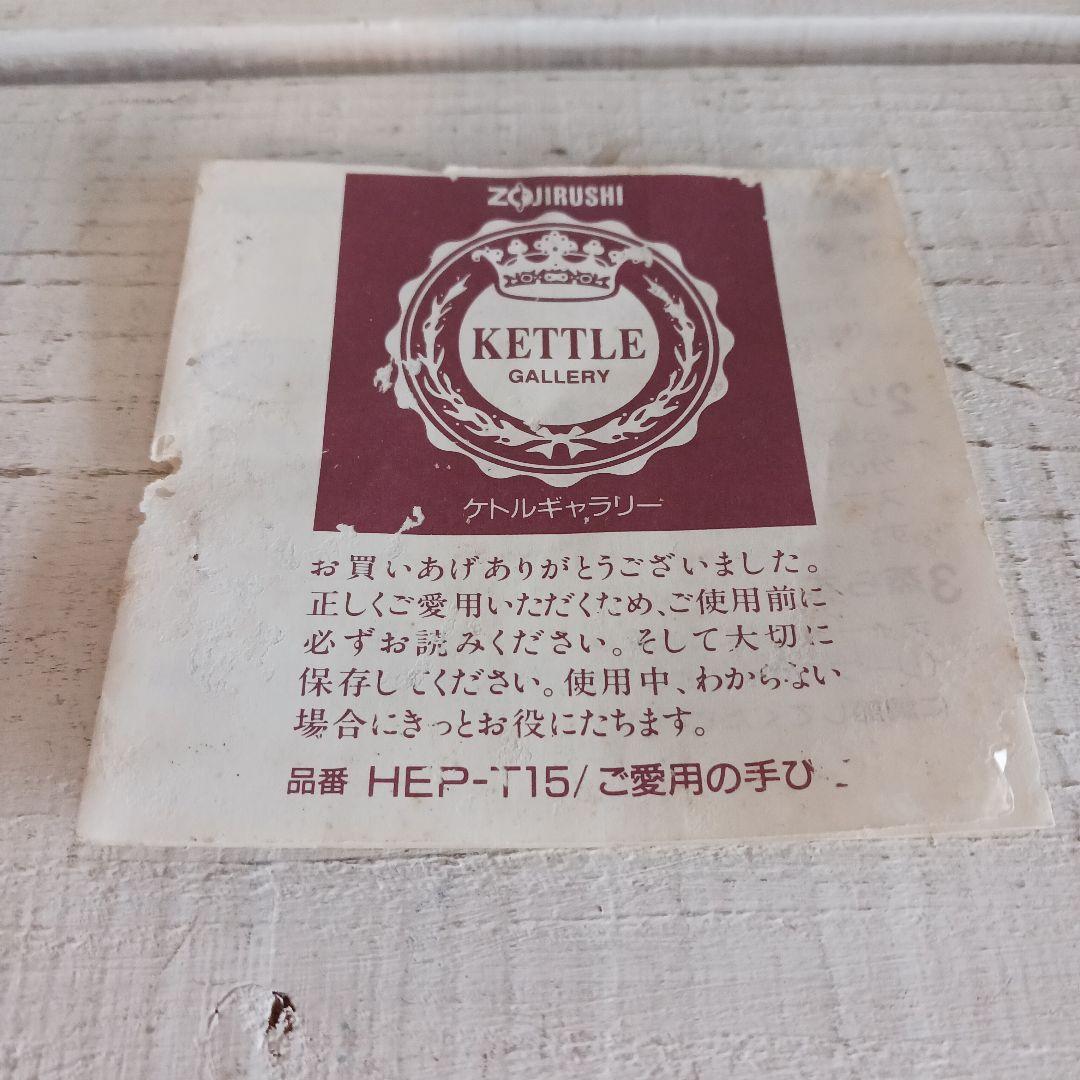 ZOJIRUSHI
KETTLE
GALLERY
ケトルギャラリー
お買いあげありがとうございました。
正しくご愛用いただくため、ご使用前に
必ずお読みください。そして大切に
保存してください。使用中、わからない
場合にきっとお役にたちます。
品番 HEP-T15/ご愛用の手び